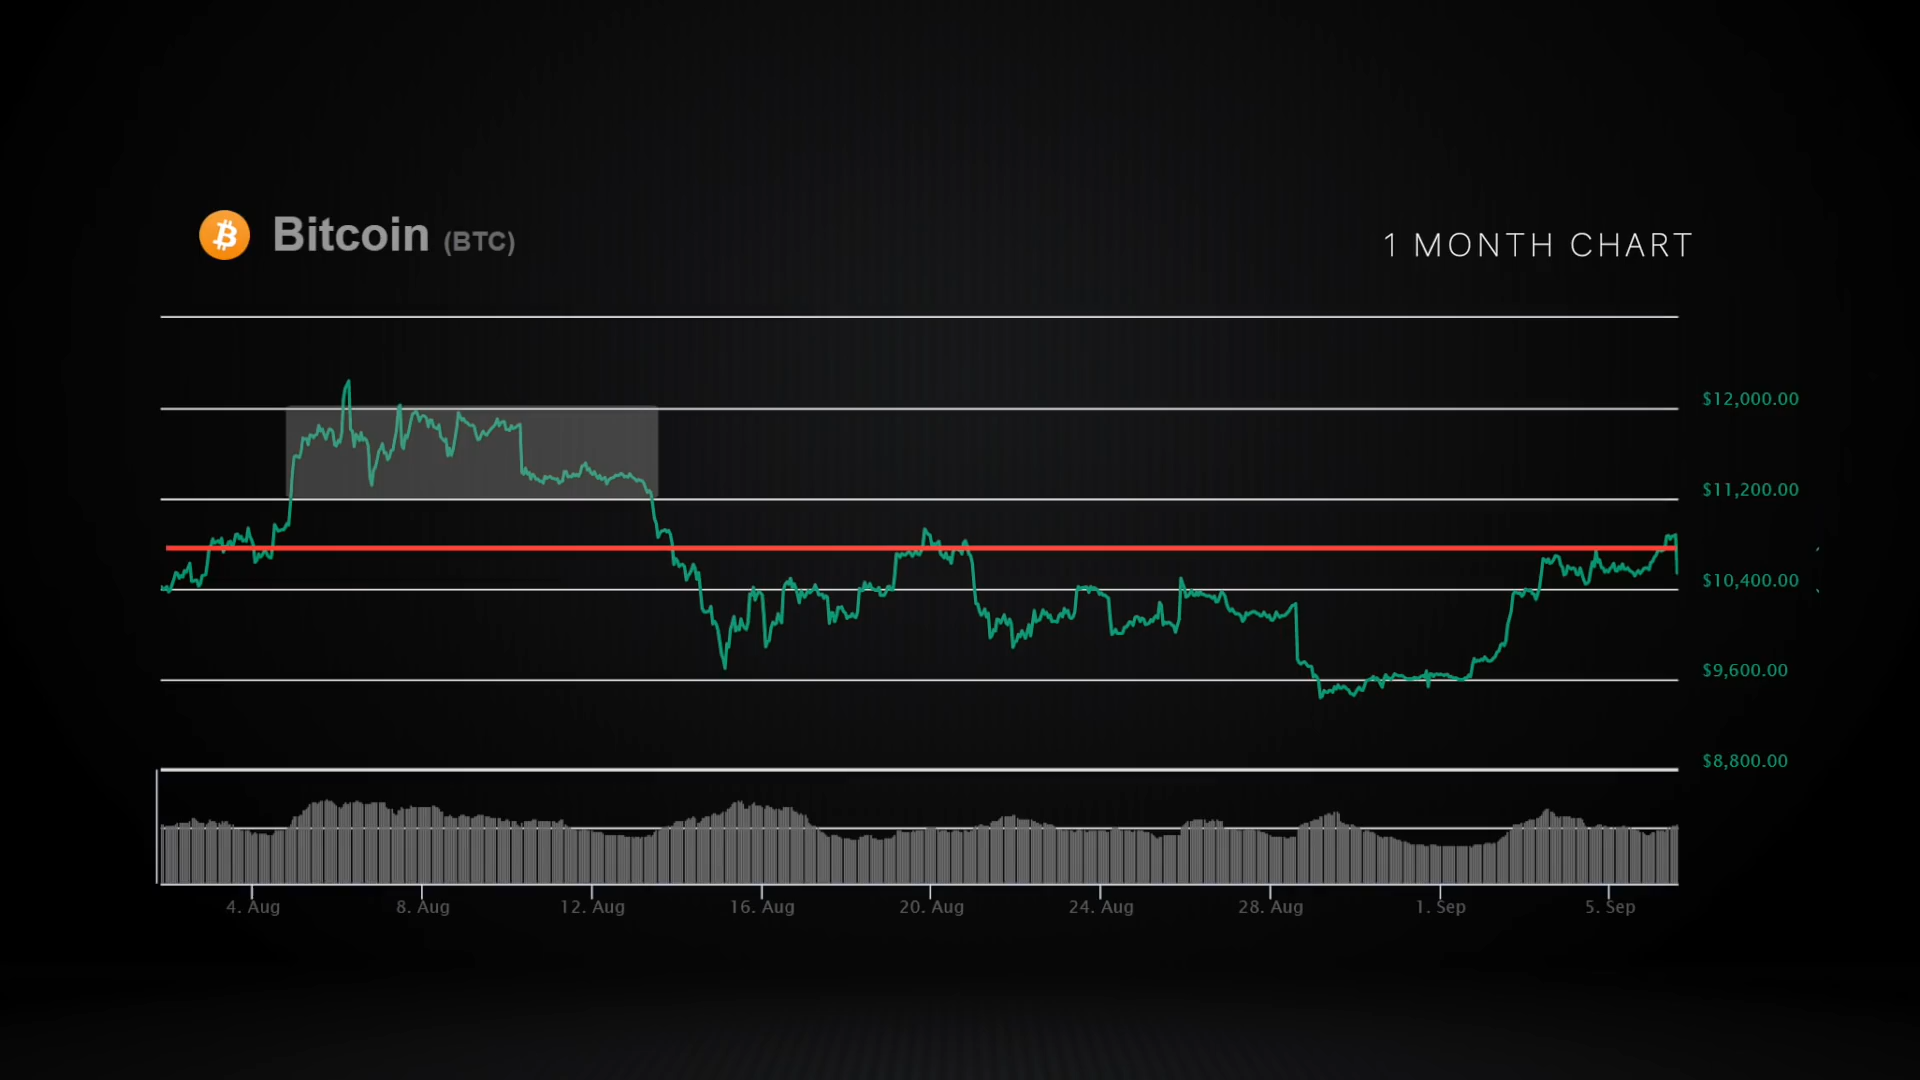 Bitcoin (BTC)
1 MONTH CHART
$12,000.00
$11,200.00
$10,400.00
$9,600.00
$8,800.00
4. Aug 8. Aug 12. Aug 16. Aug 20. Aug 24. Aug 28. Aug 1. Sep 5. Sep